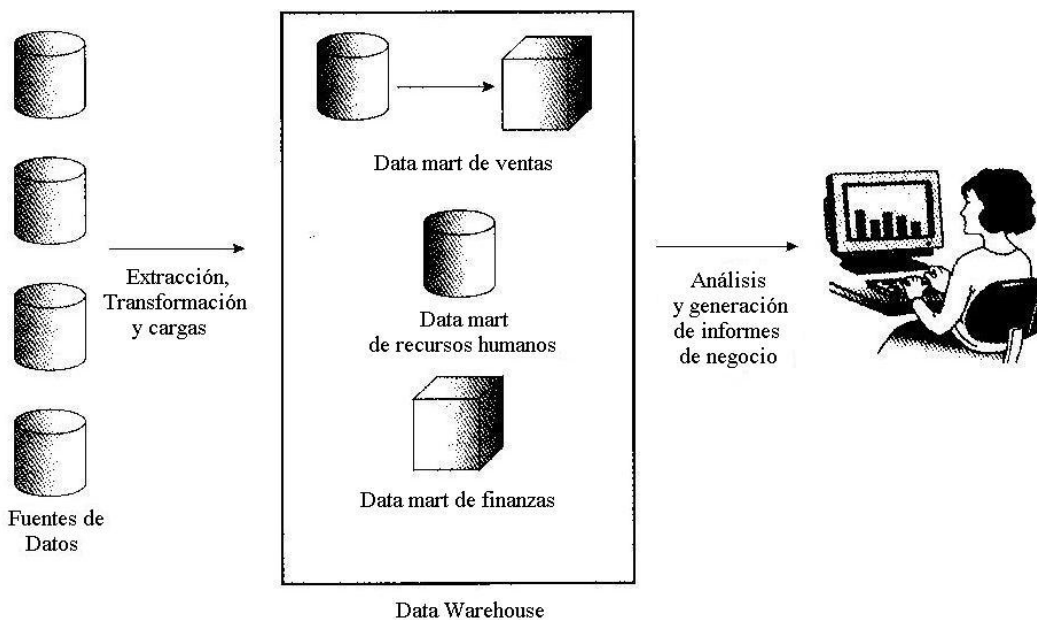 Fuentes de
Datos
Extracción,
Transformación
y cargas
Data mart de ventas
Data mart
de recursos humanos
Data mart de finanzas
Data Warehouse
Análisis
y generación
de informes
de negocio